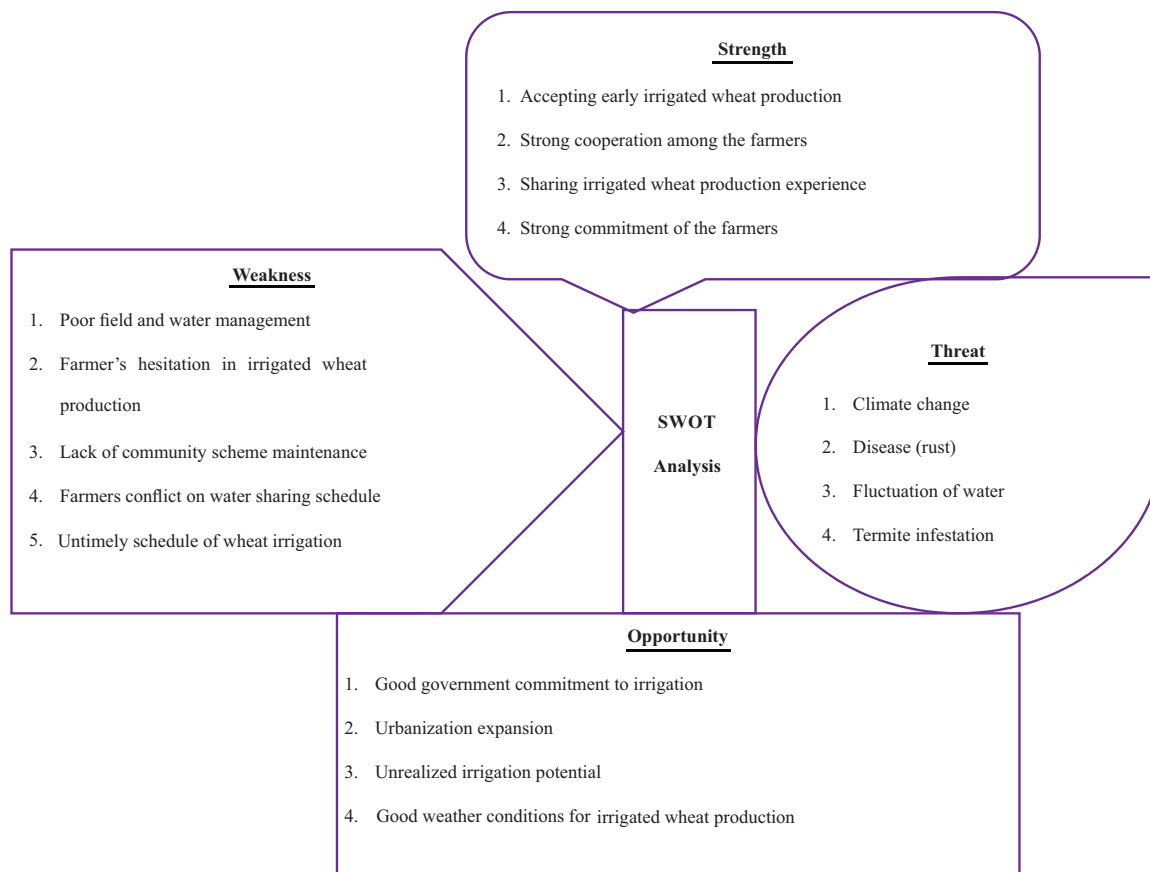 Strength
1. Accepting early irrigated wheat production
2. Strong cooperation among the farmers
3. Sharing irrigated wheat production experience
4. Strong commitment of the farmers
Weakness
1. Poor field and water management
2. Farmer’s hesitation in irrigated wheat
production
3. Lack of community scheme maintenance
4. Farmers conflict on water sharing schedule
5. Untimely schedule of wheat irrigation
SWOT
Analysis
Threat
1. Climate change
2. Disease (rust)
3. Fluctuation of water
4. Termite infestation
Opportunity
1. Good government commitment to irrigation
2. Urbanization expansion
3. Unrealized irrigation potential
4. Good weather conditions for irrigated wheat production